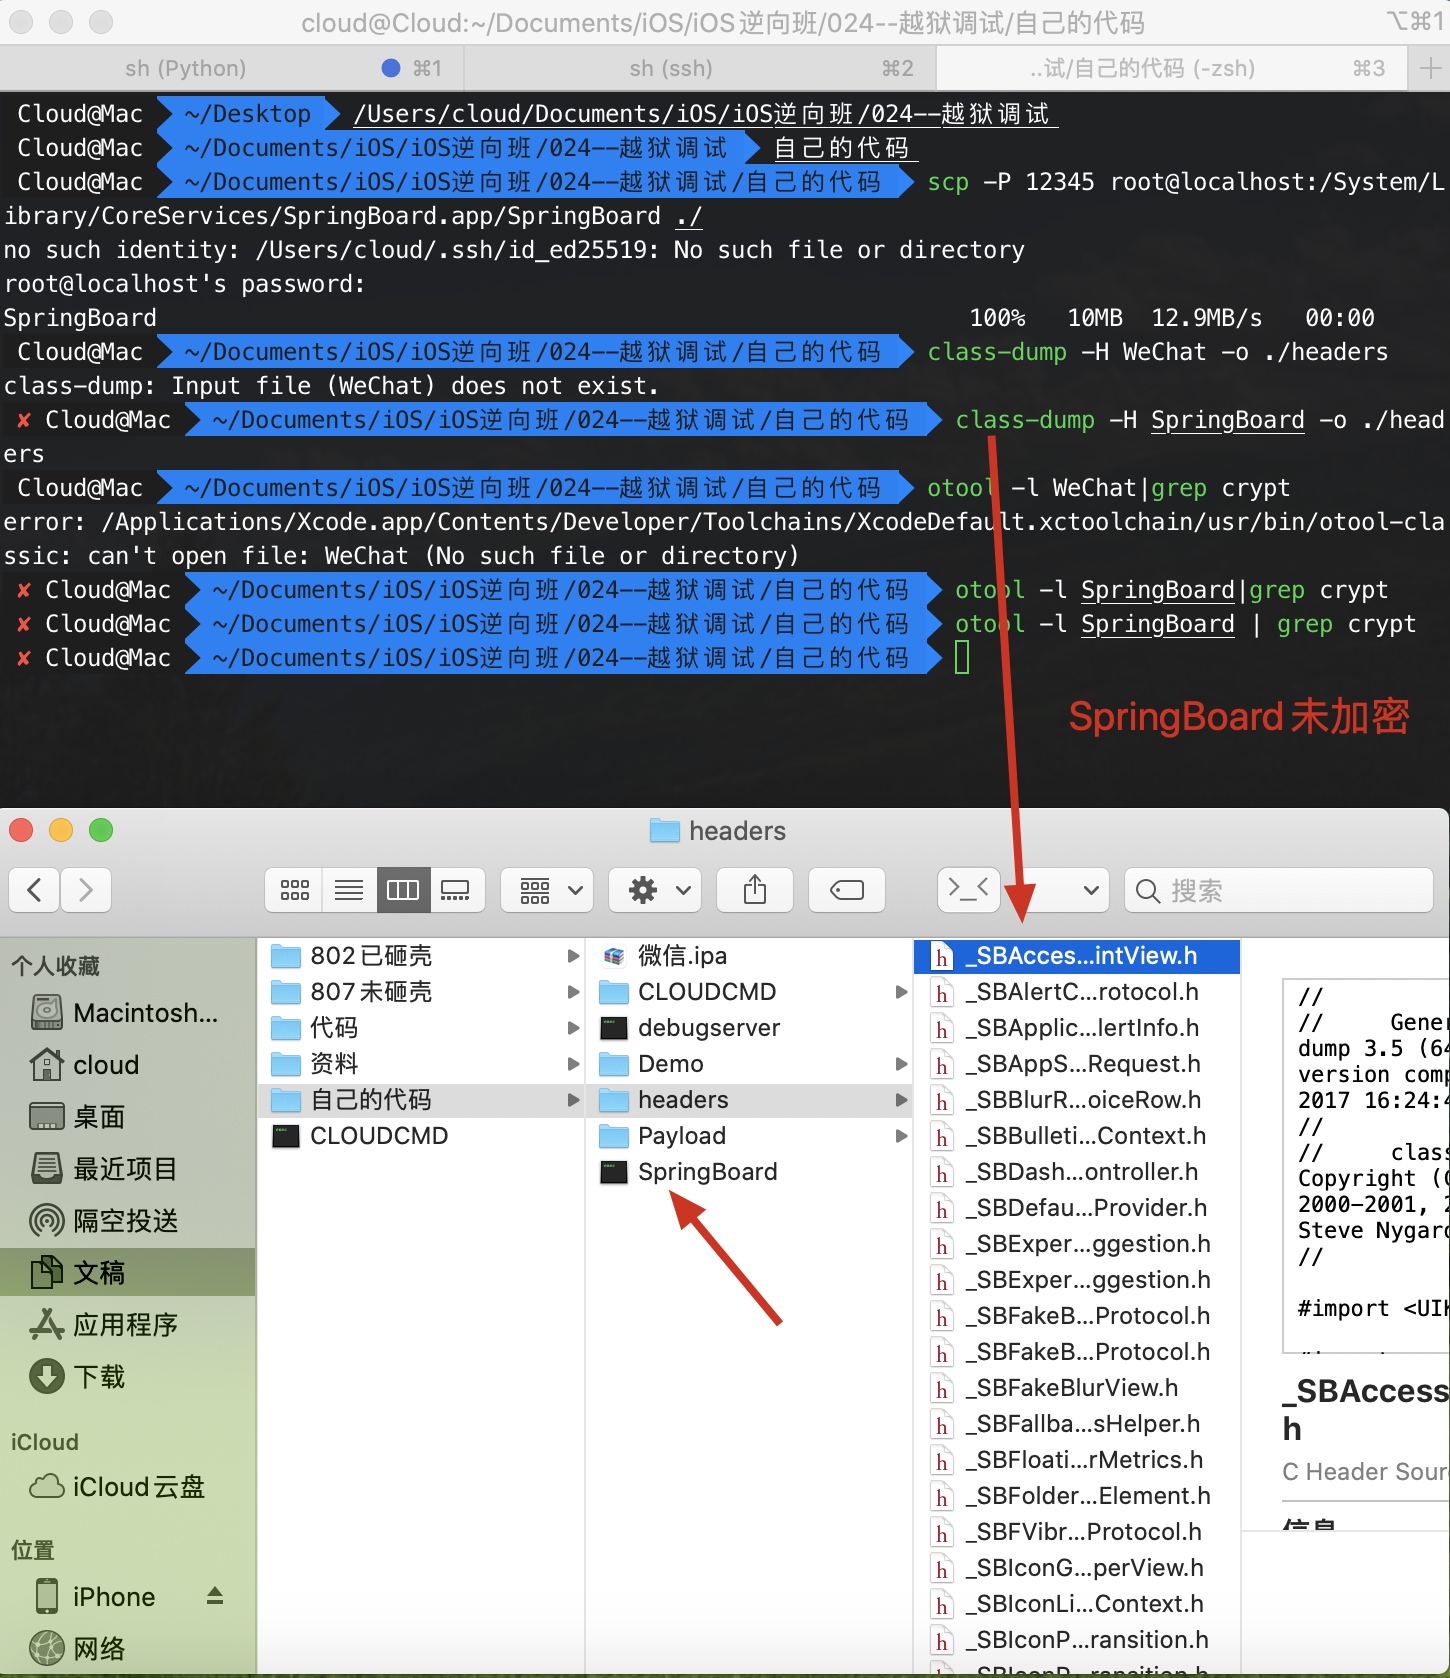 cloud@Cloud:~/Documents/iOS/iOS逆向班/024--越狱调试/自己的代码 ⌥⌘1
sh (Python) ⌘1 sh (ssh) ⌘2 ..试/自己的代码 (-zsh) ⌘3 +
Cloud@Mac ~/Desktop /Users/cloud/Documents/iOS/iOS逆向班/024--越狱调试
Cloud@Mac ~/Documents/iOS/iOS逆向班/024--越狱调试 自己的代码
Cloud@Mac ~/Documents/iOS/iOS逆向班/024--越狱调试/自己的代码 scp -P 12345 root@localhost:/System/L
ibrary/CoreServices/SpringBoard.app/SpringBoard ./
no such identity: /Users/cloud/.ssh/id_ed25519: No such file or directory
root@localhost's password:
SpringBoard 100% 10MB 12.9MB/s 00:00
Cloud@Mac ~/Documents/iOS/iOS逆向班/024--越狱调试/自己的代码 class-dump -H WeChat -o ./headers
class-dump: Input file (WeChat) does not exist.
✘ Cloud@Mac ~/Documents/iOS/iOS逆向班/024--越狱调试/自己的代码 class-dump -H SpringBoard -o ./head
ers
Cloud@Mac ~/Documents/iOS/iOS逆向班/024--越狱调试/自己的代码 otool -l WeChat|grep crypt
error: /Applications/Xcode.app/Contents/Developer/Toolchains/XcodeDefault.xctoolchain/usr/bin/otool-cla
ssic: can't open file: WeChat (No such file or directory)
✘ Cloud@Mac ~/Documents/iOS/iOS逆向班/024--越狱调试/自己的代码 otool -l SpringBoard|grep crypt
✘ Cloud@Mac ~/Documents/iOS/iOS逆向班/024--越狱调试/自己的代码 otool -l SpringBoard | grep crypt
✘ Cloud@Mac ~/Documents/iOS/iOS逆向班/024--越狱调试/自己的代码
SpringBoard未加密
headers
搜索
个人收藏
Macintosh...
cloud
桌面
最近项目
隔空投送
文稿
应用程序
下载
iCloud
iCloud云盘
位置
iPhone
网络
802已砸壳
807未砸壳
代码
资料
自己的代码
CLOUDCMD
微信.ipa
CLOUDCMD
debugserver
Demo
headers
Payload
SpringBoard
_SBAcces...intView.h
_SBAlertC...rotocol.h
_SBApplic...lertInfo.h
_SBAppS...Request.h
_SBBlurR...oiceRow.h
_SBBulleti...Context.h
_SBDash...ontroller.h
_SBDefau...Provider.h
_SBExper...ggestion.h
_SBExper...ggestion.h
_SBFakeB...Protocol.h
_SBFakeB...Protocol.h
_SBFakeBlurView.h
_SBFallba...sHelper.h
_SBFloati...rMetrics.h
_SBFolder...Element.h
_SBFVibr...Protocol.h
_SBIconG...perView.h
_SBIconLi...Context.h
_SBIconP...ransition.h
_SBIconP...ransition.h
//
// Gener
dump 3.5 (64
version comp
2017 16:24:4
//
// class
Copyright (C
2000-2001, 2
Steve Nygard
//
#import <UIK
_SBAccess
h
C Header Sour
信息